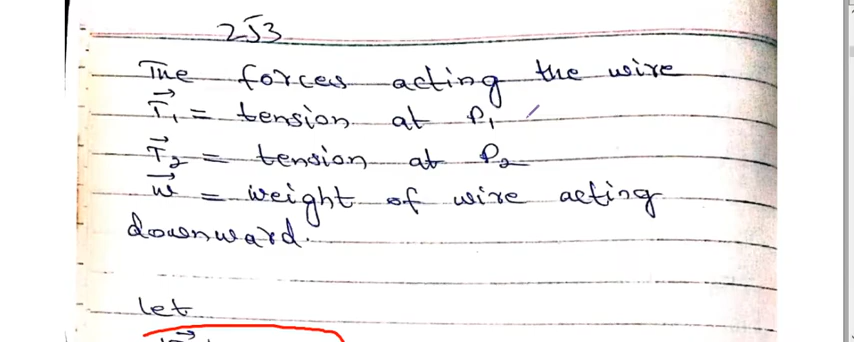 2√3
The forces acting the wire
T⃗₁ = tension at P₁
T⃗₂ = tension at P₂
w⃗ = weight of wire acting
downward.
let